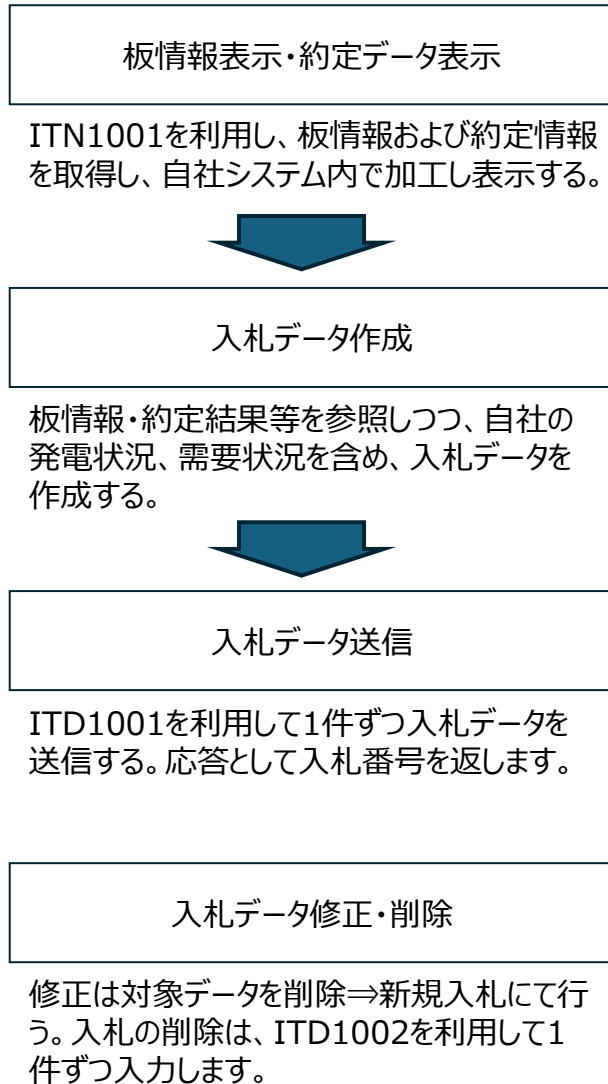 板情報表示・約定データ表示
ITN1001を利用し、板情報および約定情報
を取得し、自社システム内で加工し表示する。
入札データ作成
板情報・約定結果等を参照しつつ、自社の
発電状況、需要状況を含め、入札データを
作成する。
入札データ送信
ITD1001を利用して1件ずつ入札データを
送信する。応答として入札番号を返します。
入札データ修正・削除
修正は対象データを削除⇒新規入札にて行
う。入札の削除は、ITD1002を利用して1
件ずつ入力します。